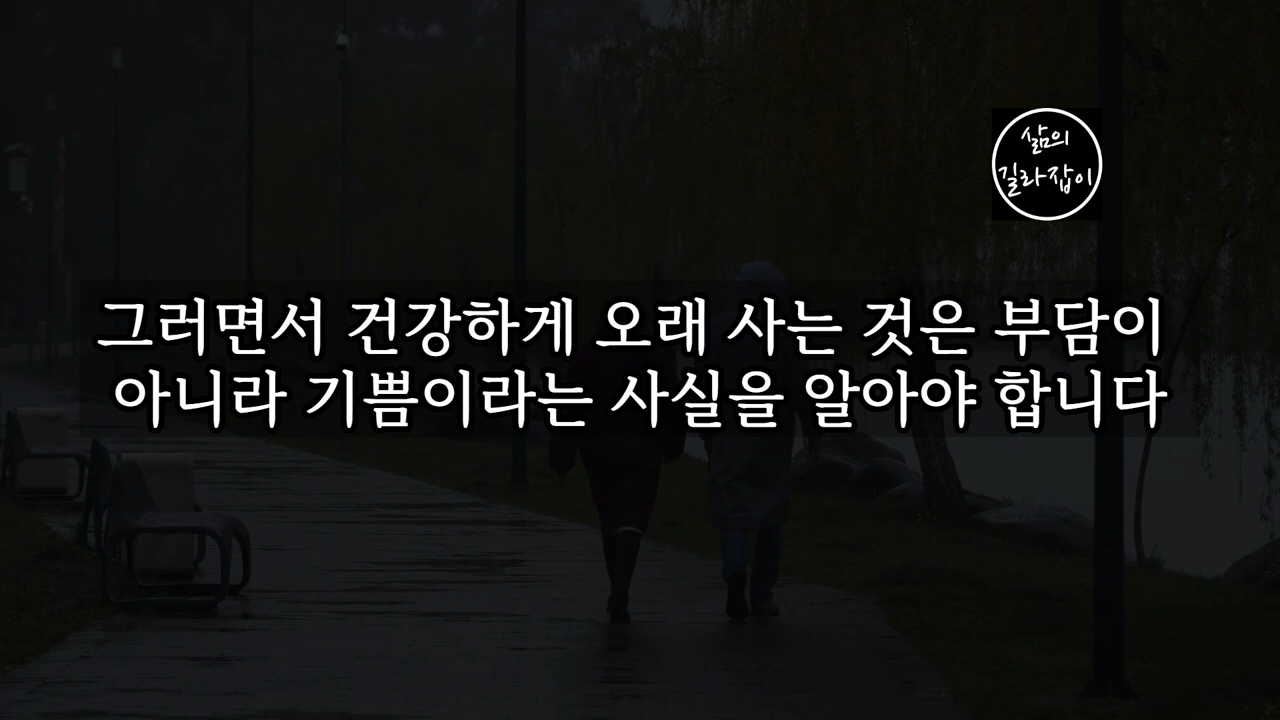 삶의
길라잡이
그러면서 건강하게 오래 사는 것은 부담이
아니라 기쁨이라는 사실을 알아야 합니다